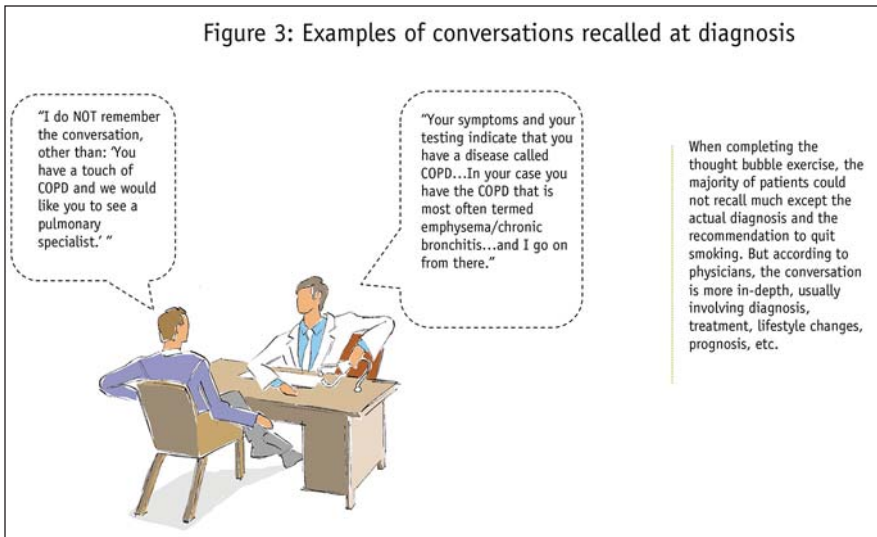 Figure 3: Examples of conversations recalled at diagnosis
"I do NOT remember
the conversation,
other than: 'You
have a touch of
COPD and we would
like you to see a
pulmonary
specialist.' "
"Your symptoms and your
testing indicate that you
have a disease called
COPD...In your case you
have the COPD that is
most often termed
emphysema/chronic
bronchitis...and I go on
from there."
When completing the
thought bubble exercise, the
majority of patients could
not recall much except the
actual diagnosis and the
recommendation to quit
smoking. But according to
physicians, the conversation
is more in-depth, usually
involving diagnosis,
treatment, lifestyle changes,
prognosis, etc.